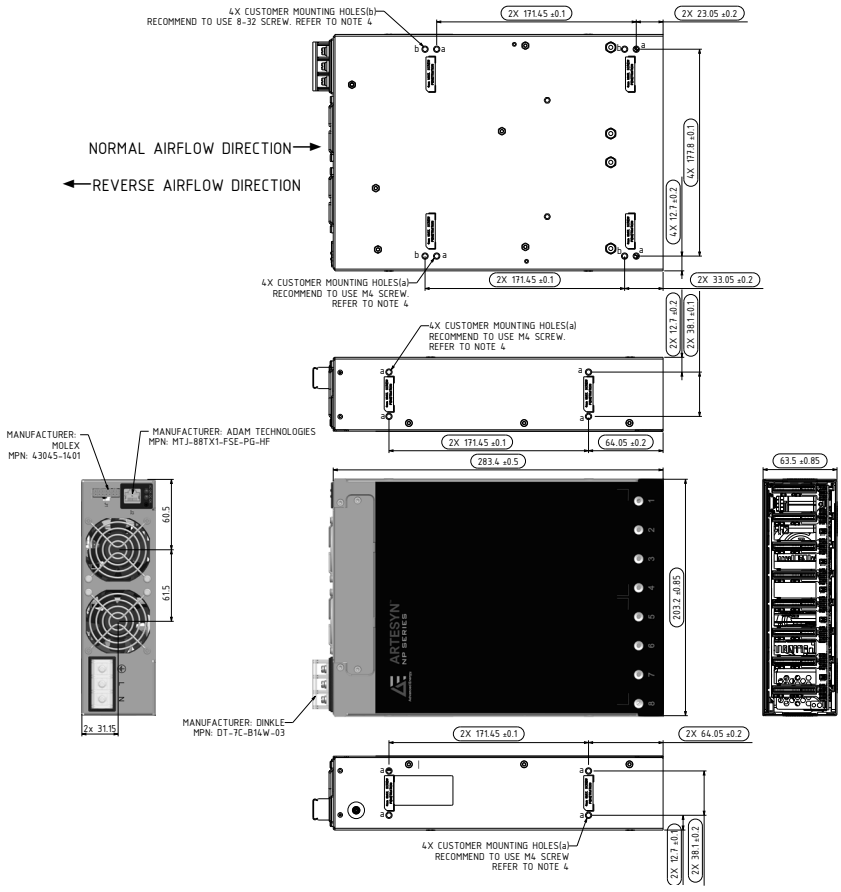 4X CUSTOMER MOUNTING HOLES(b)
RECOMMEND TO USE 8-32 SCREW. REFER TO NOTE 4
2X 171.45 ±0.1
2X 23.05 ±0.2
b
a
b
a
NORMAL AIRFLOW DIRECTION
REVERSE AIRFLOW DIRECTION
4X 177.8 ±0.1
4X 12.7 ±0.2
b
a
b
a
4X CUSTOMER MOUNTING HOLES(a)
RECOMMEND TO USE M4 SCREW.
REFER TO NOTE 4
2X 171.45 ±0.1
2X 33.05 ±0.2
2X 12.7 ±0.2
2X 38.1 ±0.1
4X CUSTOMER MOUNTING HOLES(a)
RECOMMEND TO USE M4 SCREW.
REFER TO NOTE 4
a
a
a
a
2X 171.45 ±0.1
64.05 ±0.2
MANUFACTURER:
MOLEX
MPN: 43045-1401
MANUFACTURER: ADAM TECHNOLOGIES
MPN: MTJ-88TX1-FSE-PG-HF
283.4 ±0.5
63.5 ±0.85
60.5
61.5
L
N
2x 31.15
1
2
3
4
5
6
7
8
203.2 ±0.85
ARTESYN™
NP SERIES
Advanced Energy
MANUFACTURER: DINKLE
MPN: DT-7C-B14W-03
2X 171.45 ±0.1
2X 64.05 ±0.2
a
a
a
a
4X CUSTOMER MOUNTING HOLES(a)
RECOMMEND TO USE M4 SCREW
REFER TO NOTE 4
2X 12.7 ±0.2
2X 38.1 ±0.2